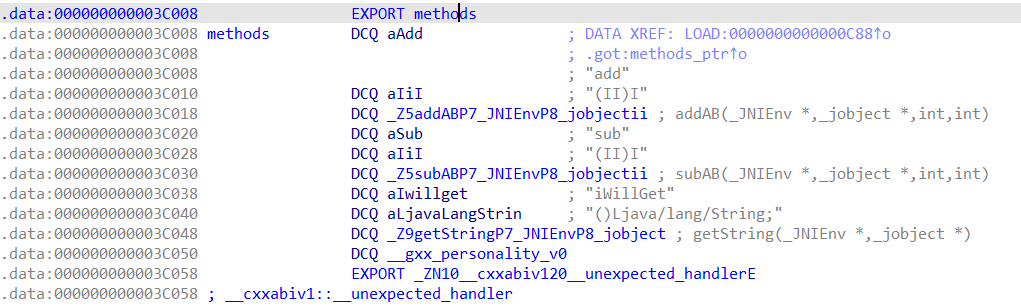 .data:000000000003C008 EXPORT methods
.data:000000000003C008 methods DCQ aAdd ; DATA XREF: LOAD:0000000000000C88↑o
.data:000000000003C008 ; .got:methods_ptr↑o
.data:000000000003C008 ; "add"
.data:000000000003C010 DCQ aIiI ; "(II)I"
.data:000000000003C018 DCQ _Z5addABP7_JNIEnvP8_jobjectii ; addAB(_JNIEnv *,_jobject *,int,int)
.data:000000000003C020 DCQ aSub ; "sub"
.data:000000000003C028 DCQ aIiI ; "(II)I"
.data:000000000003C030 DCQ _Z5subABP7_JNIEnvP8_jobjectii ; subAB(_JNIEnv *,_jobject *,int,int)
.data:000000000003C038 DCQ aIwillget ; "iWillGet"
.data:000000000003C040 DCQ aLjavaLangStrin ; "()Ljava/lang/String;"
.data:000000000003C048 DCQ _Z9getStringP7_JNIEnvP8_jobject ; getString(_JNIEnv *,_jobject *)
.data:000000000003C050 DCQ __gxx_personality_v0
.data:000000000003C058 EXPORT _ZN10__cxxabiv120__unexpected_handlerE
.data:000000000003C058 ; __cxxabiv1::__unexpected_handler